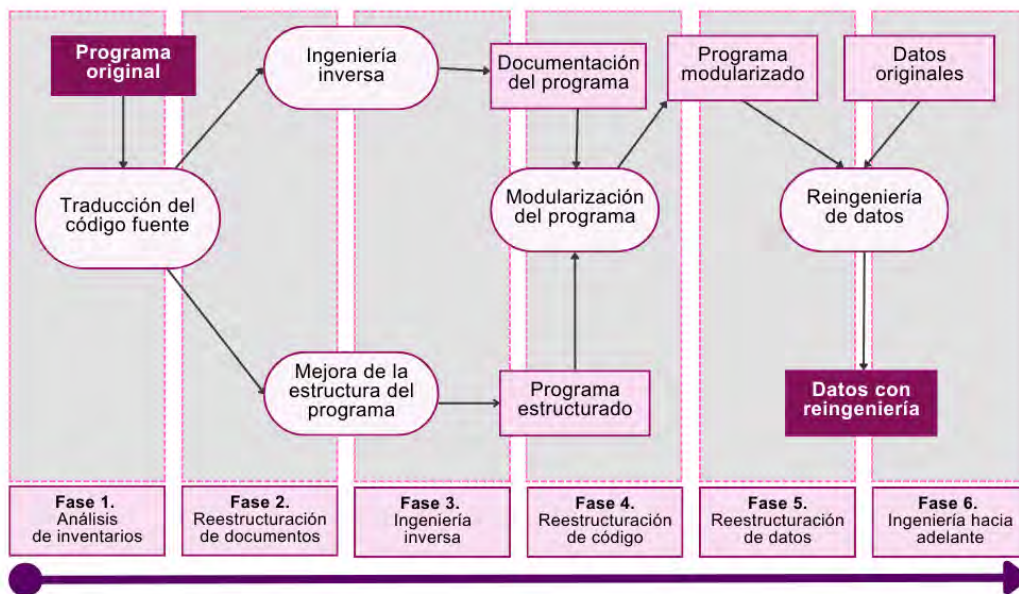 Programa
original
Ingeniería
inversa
Documentación
del programa
Programa
modularizado
Datos
originales
Traducción del
código fuente
Modularización
del programa
Reingeniería
de datos
Mejora de la
estructura del
programa
Programa
estructurado
Datos con
reingeniería
Fase 1.
Análisis
de inventarios
Fase 2.
Reestructuración
de documentos
Fase 3.
Ingeniería
inversa
Fase 4.
Reestructuración
de código
Fase 5.
Reestructuración
de datos
Fase 6.
Ingeniería hacia
adelante